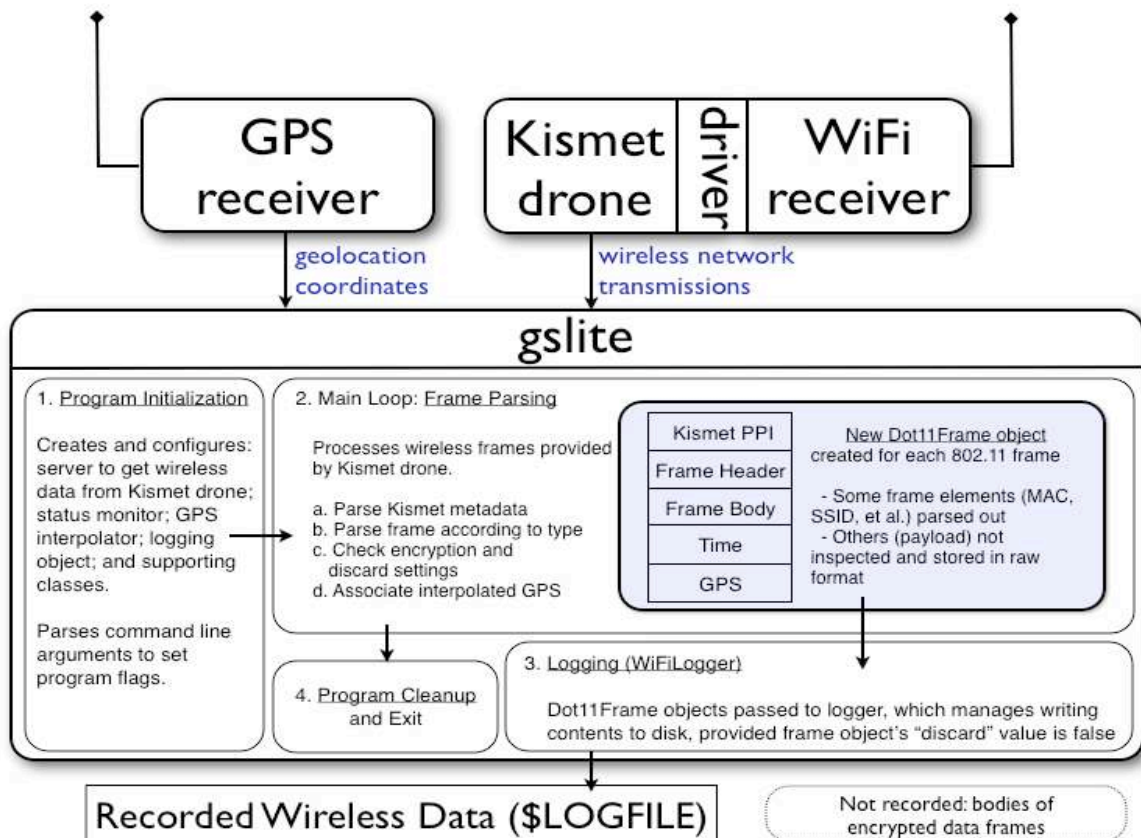 GPS
receiver
Kismet
drone
driver
WiFi
receiver
geolocation
coordinates
wireless network
transmissions
gslite
1. Program Initialization
Creates and configures:
server to get wireless
data from Kismet drone;
status monitor; GPS
interpolator; logging
object; and supporting
classes.
Parses command line
arguments to set
program flags.
2. Main Loop: Frame Parsing
Processes wireless frames provided
by Kismet drone.
a. Parse Kismet metadata
b. Parse frame according to type
c. Check encryption and
discard settings
d. Associate interpolated GPS
Kismet PPI
Frame Header
Frame Body
Time
GPS
New Dot11Frame object
created for each 802.11 frame
- Some frame elements (MAC,
SSID, et al.) parsed out
- Others (payload) not
inspected and stored in raw
format
3. Logging (WiFiLogger)
Dot11Frame objects passed to logger, which manages writing
contents to disk, provided frame object's “discard” value is false
4. Program Cleanup
and Exit
Recorded Wireless Data ($LOGFILE)
Not recorded: bodies of
encrypted data frames